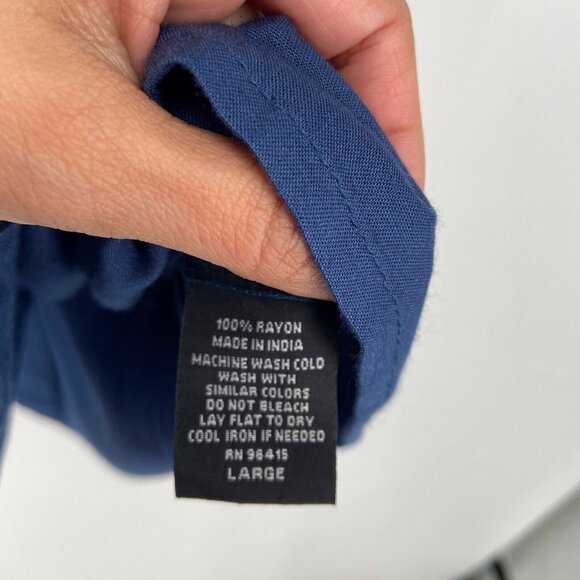 100% RAYON
MADE IN INDIA
MACHINE WASH COLD
WASH WITH
SIMILAR COLORS
DO NOT BLEACH
LAY FLAT TO DRY
COOL IRON IF NEEDED
RN 96415
LARGE